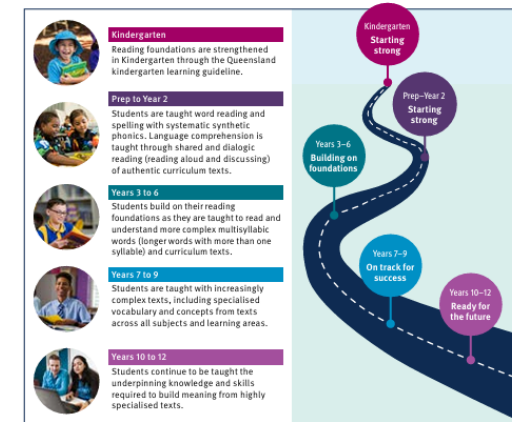 Kindergarten
Reading foundations are strengthened
in Kindergarten through the Queensland
kindergarten learning guideline.
Prep to Year 2
Students are taught word reading and
spelling with systematic synthetic
phonics. Language comprehension is
taught through shared and dialogic
reading (reading aloud and discussing)
of authentic curriculum texts.
Years 3 to 6
Students build on their reading
foundations as they are taught to read and
understand more complex multisyllabic
words (longer words with more than one
syllable) and curriculum texts.
Years 7 to 9
Students are taught with increasingly
complex texts, including specialised
vocabulary and concepts from texts
across all subjects and learning areas.
Years 10 to 12
Students continue to be taught the
underpinning knowledge and skills
required to build meaning from highly
specialised texts.
Kindergarten
Starting
strong
Prep–Year 2
Starting
strong
Years 3–6
Building on
foundations
Years 7–9
On track for
success
Years 10–12
Ready for
the future